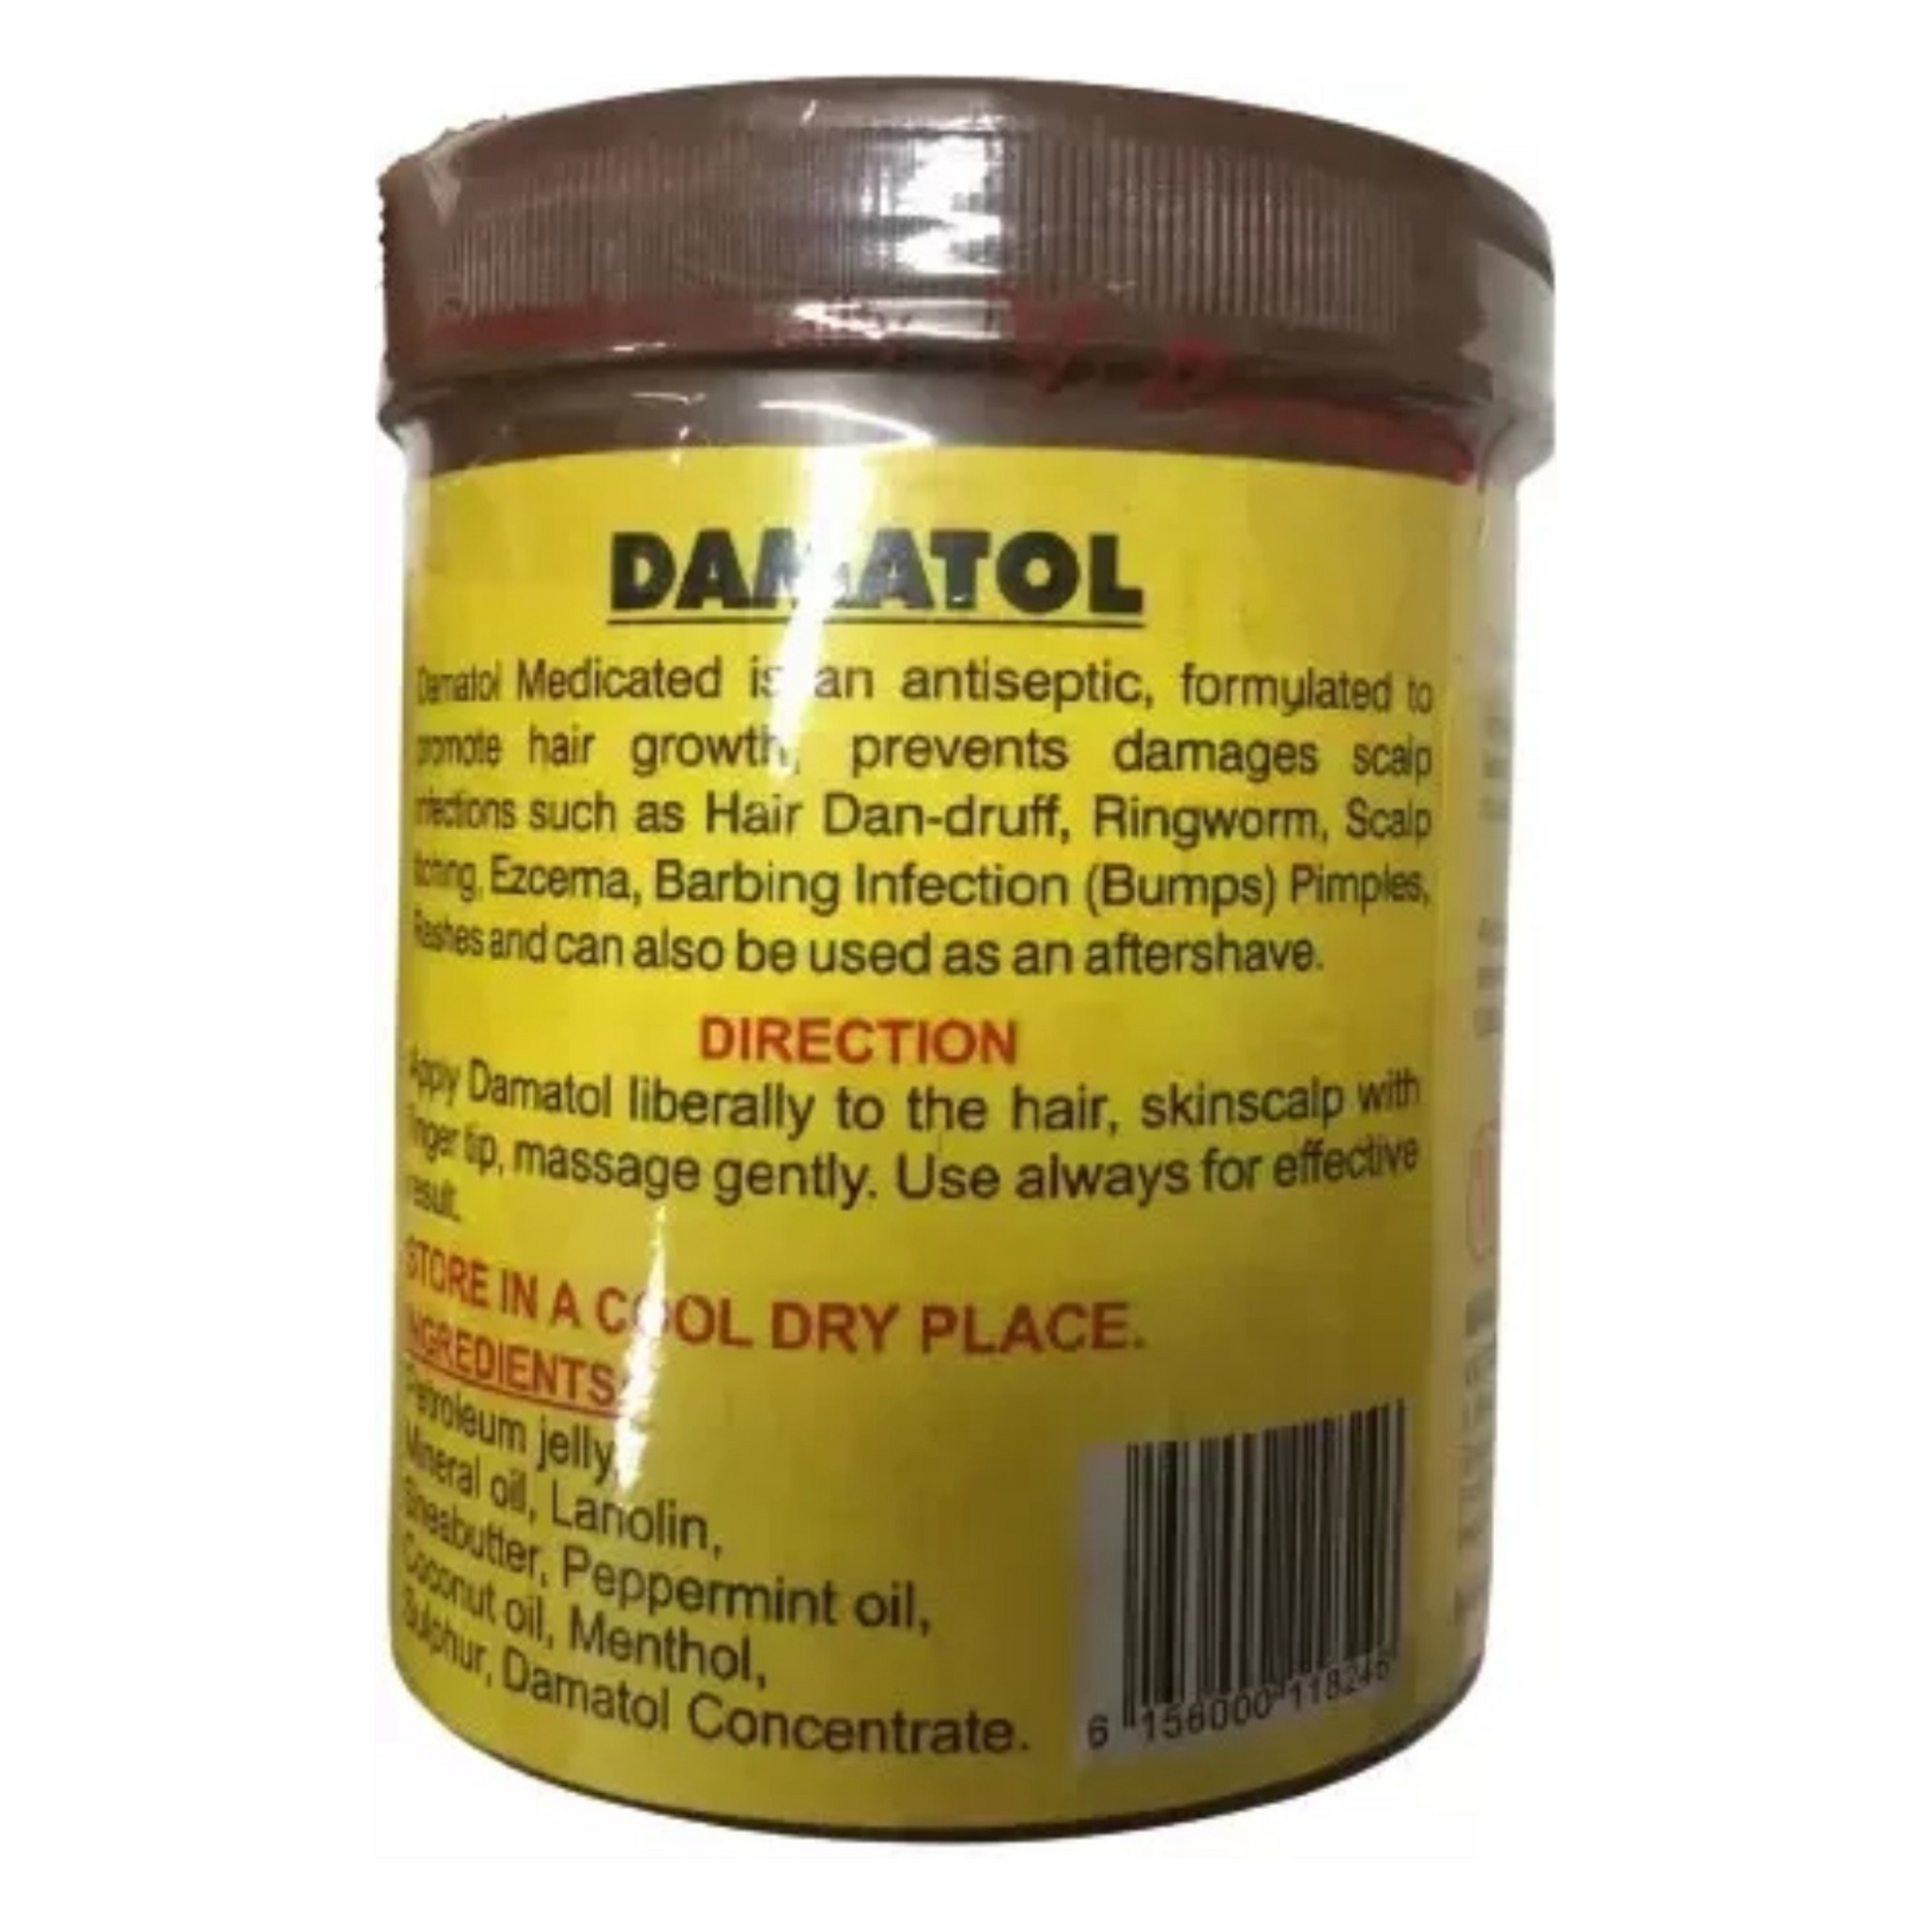 DAMATOL
Damatol Medicated is an antiseptic, formulated to
promote hair growth, prevents damages scalp
infections such as Hair Dan-druff, Ringworm, Scalp
itching, Ezcema, Barbing Infection (Bumps) Pimples,
Rashes and can also be used as an aftershave.
DIRECTION
Apply Damatol liberally to the hair, skinscalp with
finger tip, massage gently. Use always for effective
result.
STORE IN A COOL DRY PLACE.
INGREDIENTS:
Petroleum jelly,
Mineral oil, Lanolin,
Sheabutter, Peppermint oil,
Coconut oil, Menthol,
Sulphur, Damatol Concentrate.
6 156000 118246